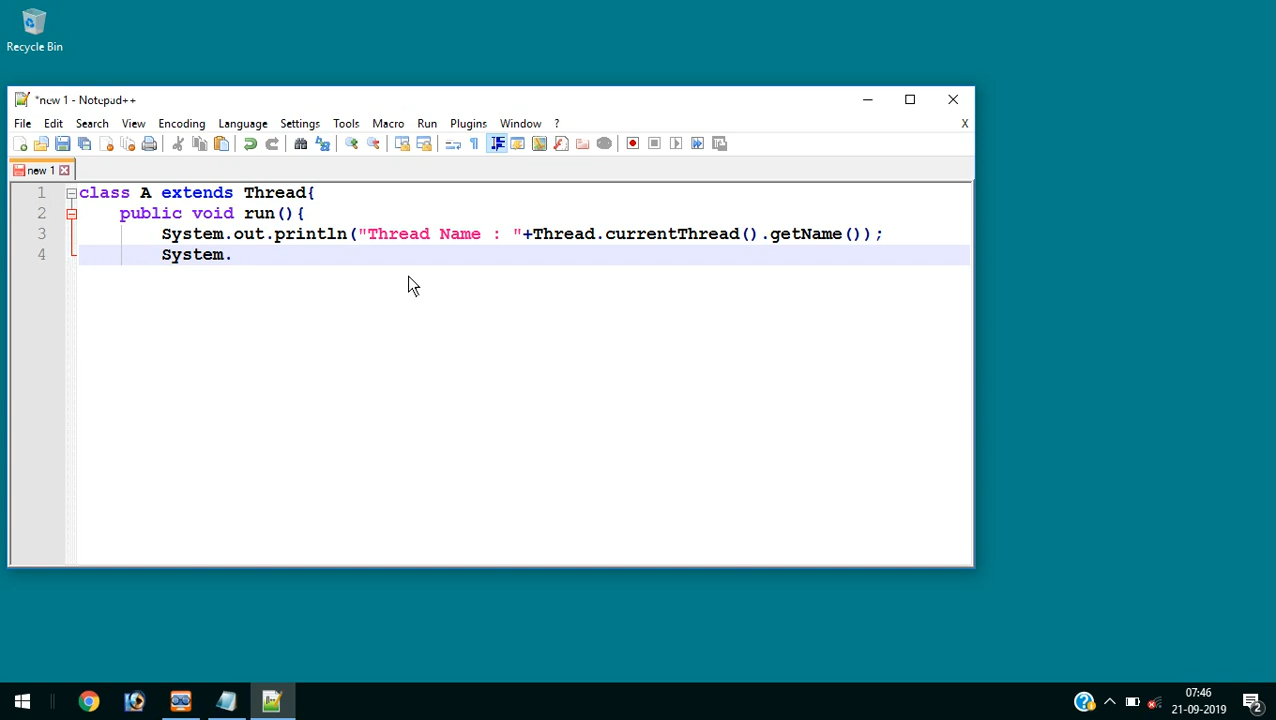 Recycle Bin
*new 1 - Notepad++
File Edit Search View Encoding Language Settings Tools Macro Run Plugins Window ? X
new 1
1 class A extends Thread{
2 public void run(){
3 System.out.println("Thread Name : "+Thread.currentThread().getName());
4 System.
07:46
21-09-2019
2